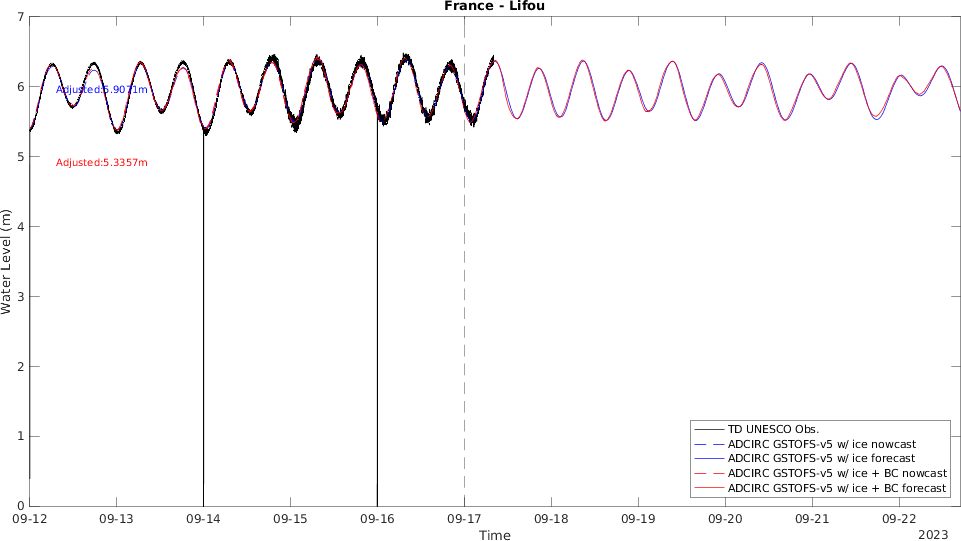 France - Lifou
Water Level (m)
7
6
5
4
3
2
1
0
Adjusted:5.9071m
Adjusted:5.3357m
TD UNESCO Obs.
ADCIRC GSTOFS-v5 w/ ice nowcast
ADCIRC GSTOFS-v5 w/ ice forecast
ADCIRC GSTOFS-v5 w/ ice + BC nowcast
ADCIRC GSTOFS-v5 w/ ice + BC forecast
09-12 09-13 09-14 09-15 09-16 09-17 09-18 09-19 09-20 09-21 09-22
Time
2023